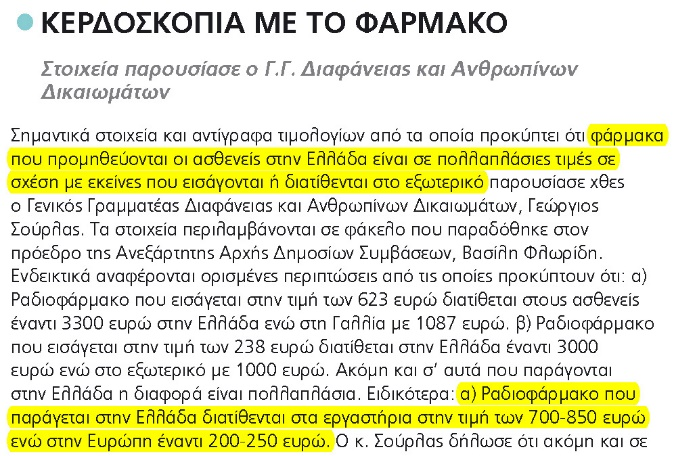 ΚΕΡΔΟΣΚΟΠΙΑ ΜΕ ΤΟ ΦΑΡΜΑΚΟ
Στοιχεία παρουσίασε ο Γ.Γ. Διαφάνειας και Ανθρωπίνων
Δικαιωμάτων
Σημαντικά στοιχεία και αντίγραφα τιμολογίων από τα οποία προκύπτει ότι φάρμακα
που προμηθεύονται οι ασθενείς στην Ελλάδα είναι σε πολλαπλάσιες τιμές σε
σχέση με εκείνες που εισάγονται ή διατίθενται στο εξωτερικό παρουσίασε χθες
ο Γενικός Γραμματέας Διαφάνειας και Ανθρωπίνων Δικαιωμάτων, Γεώργιος
Σούρλας. Τα στοιχεία περιλαμβάνονται σε φάκελο που παραδόθηκε στον
πρόεδρο της Ανεξάρτητης Αρχής Δημοσίων Συμβάσεων, Βασίλη Φλωρίδη.
Ενδεικτικά αναφέρονται ορισμένες περιπτώσεις από τις οποίες προκύπτουν ότι: α)
Ραδιοφάρμακο που εισάγεται στην τιμή των 623 ευρώ διατίθεται στους ασθενείς
έναντι 3300 ευρώ στην Ελλάδα ενώ στη Γαλλία με 1087 ευρώ. β) Ραδιοφάρμακο
που εισάγεται στην τιμή των 238 ευρώ διατίθεται στην Ελλάδα έναντι 3000
ευρώ ενώ στο εξωτερικό με 1000 ευρώ. Ακόμη και σ' αυτά που παράγονται
στην Ελλάδα η διαφορά είναι πολλαπλάσια. Ειδικότερα: α) Ραδιοφάρμακο που
παράγεται στην Ελλάδα διατίθενται στα εργαστήρια στην τιμή των 700-850 ευρώ
ενώ στην Ευρώπη έναντι 200-250 ευρώ. Ο κ. Σούρλας δήλωσε ότι ακόμη και σε